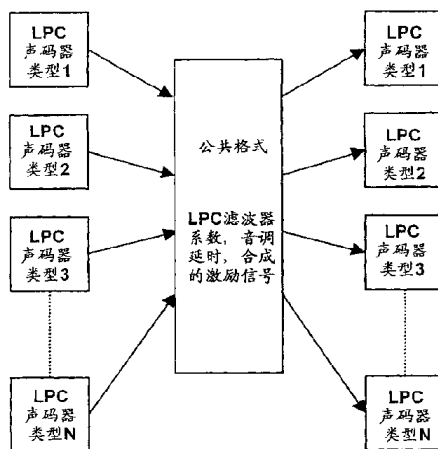 LPC
声码器
类型1
LPC
声码器
类型2
LPC
声码器
类型3
LPC
声码器
类型N
公共格式
LPC滤波器
系数，音调
延时，合成
的激励信号
LPC
声码器
类型1
LPC
声码器
类型2
LPC
声码器
类型3
LPC
声码器
类型N